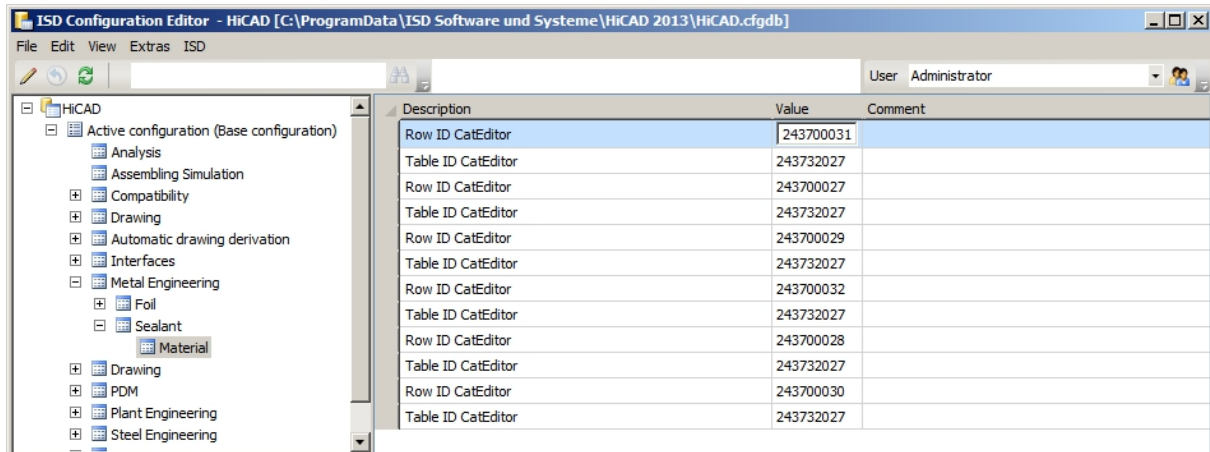 ISD Configuration Editor - HiCAD [C:\ProgramData\ISD Software und Systeme\HiCAD 2013\HiCAD.cfgdb]
File Edit View Extras ISD
User Administrator
HiCAD
Active configuration (Base configuration)
Analysis
Assembling Simulation
Compatibility
Drawing
Automatic drawing derivation
Interfaces
Metal Engineering
Foil
Sealant
Material
Drawing
PDM
Plant Engineering
Steel Engineering
Description Value Comment
Row ID CatEditor 243700031
Table ID CatEditor 243732027
Row ID CatEditor 243700027
Table ID CatEditor 243732027
Row ID CatEditor 243700029
Table ID CatEditor 243732027
Row ID CatEditor 243700032
Table ID CatEditor 243732027
Row ID CatEditor 243700028
Table ID CatEditor 243732027
Row ID CatEditor 243700030
Table ID CatEditor 243732027